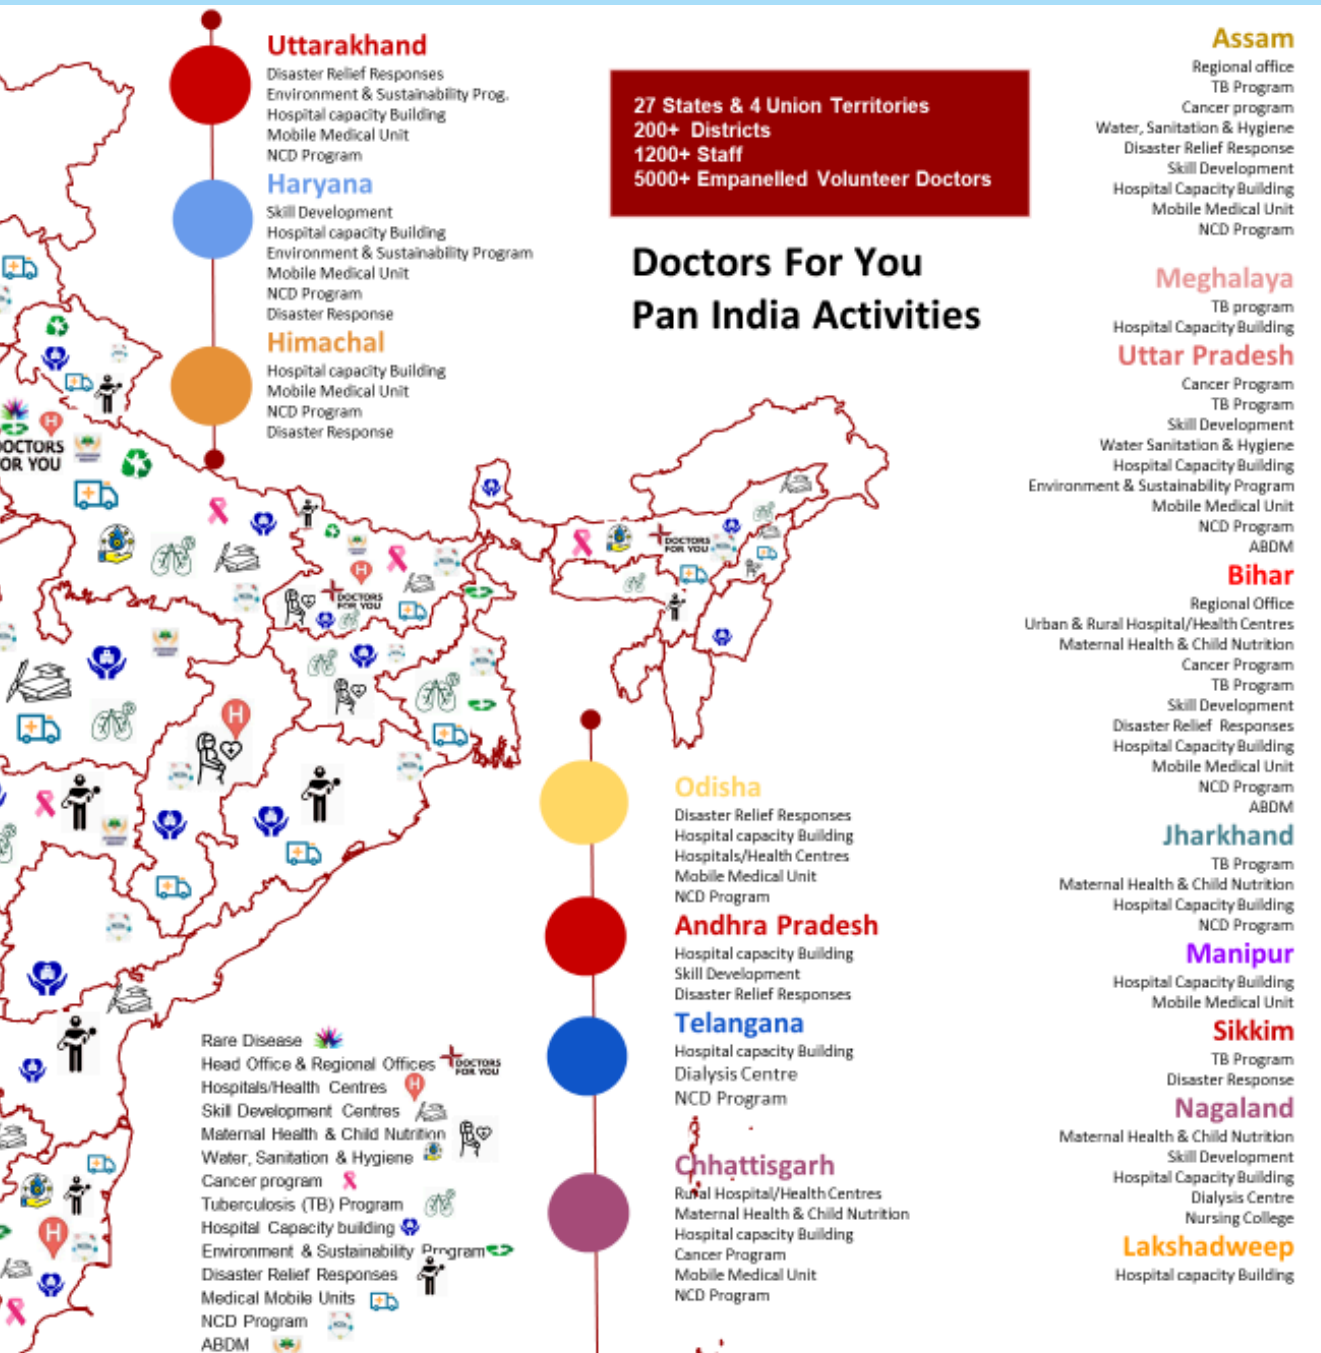 Uttarakhand
Disaster Relief Responses
Environment & Sustainability Prog.
Hospital capacity Building
Mobile Medical Unit
NCD Program
Haryana
Skill Development
Hospital capacity Building
Environment & Sustainability Program
Mobile Medical Unit
NCD Program
Disaster Response
Himachal
Hospital capacity Building
Mobile Medical Unit
NCD Program
Disaster Response
27 States & 4 Union Territories
200+ Districts
1200+ Staff
5000+ Empanelled Volunteer Doctors
Doctors For You
Pan India Activities
Assam
Regional office
TB Program
Cancer program
Water, Sanitation & Hygiene
Disaster Relief Response
Skill Development
Hospital Capacity Building
Mobile Medical Unit
NCD Program
Meghalaya
TB program
Hospital Capacity Building
Uttar Pradesh
Cancer Program
TB Program
Skill Development
Water Sanitation & Hygiene
Hospital Capacity Building
Environment & Sustainability Program
Mobile Medical Unit
NCD Program
ABDM
Bihar
Regional Office
Urban & Rural Hospital/Health Centres
Maternal Health & Child Nutrition
Cancer Program
TB Program
Skill Development
Disaster Relief Responses
Hospital Capacity Building
Mobile Medical Unit
NCD Program
ABDM
Jharkhand
TB Program
Maternal Health & Child Nutrition
Hospital Capacity Building
NCD Program
Manipur
Hospital Capacity Building
Mobile Medical Unit
Sikkim
TB Program
Disaster Response
Nagaland
Maternal Health & Child Nutrition
Skill Development
Hospital Capacity Building
Dialysis Centre
Nursing College
Lakshadweep
Hospital capacity Building
H
DOCTORS
FOR YOU
DOCTORS
FOR YOU
H
DOCTORS
FOR YOU
H
H
Odisha
Disaster Relief Responses
Hospital capacity Building
Hospitals/Health Centres
Mobile Medical Unit
NCD Program
Andhra Pradesh
Hospital capacity Building
Skill Development
Disaster Relief Responses
Telangana
Hospital capacity Building
Dialysis Centre
NCD Program
Chhattisgarh
Rural Hospital/Health Centres
Maternal Health & Child Nutrition
Hospital capacity Building
Cancer Program
Mobile Medical Unit
NCD Program
Rare Disease
Head Office & Regional Offices DOCTORS
FOR YOU
Hospitals/Health Centres H
Skill Development Centres
Maternal Health & Child Nutrition
Water, Sanitation & Hygiene
Cancer program
Tuberculosis (TB) Program
Hospital Capacity building
Environment & Sustainability Program
Disaster Relief Responses
Medical Mobile Units
NCD Program
ABDM